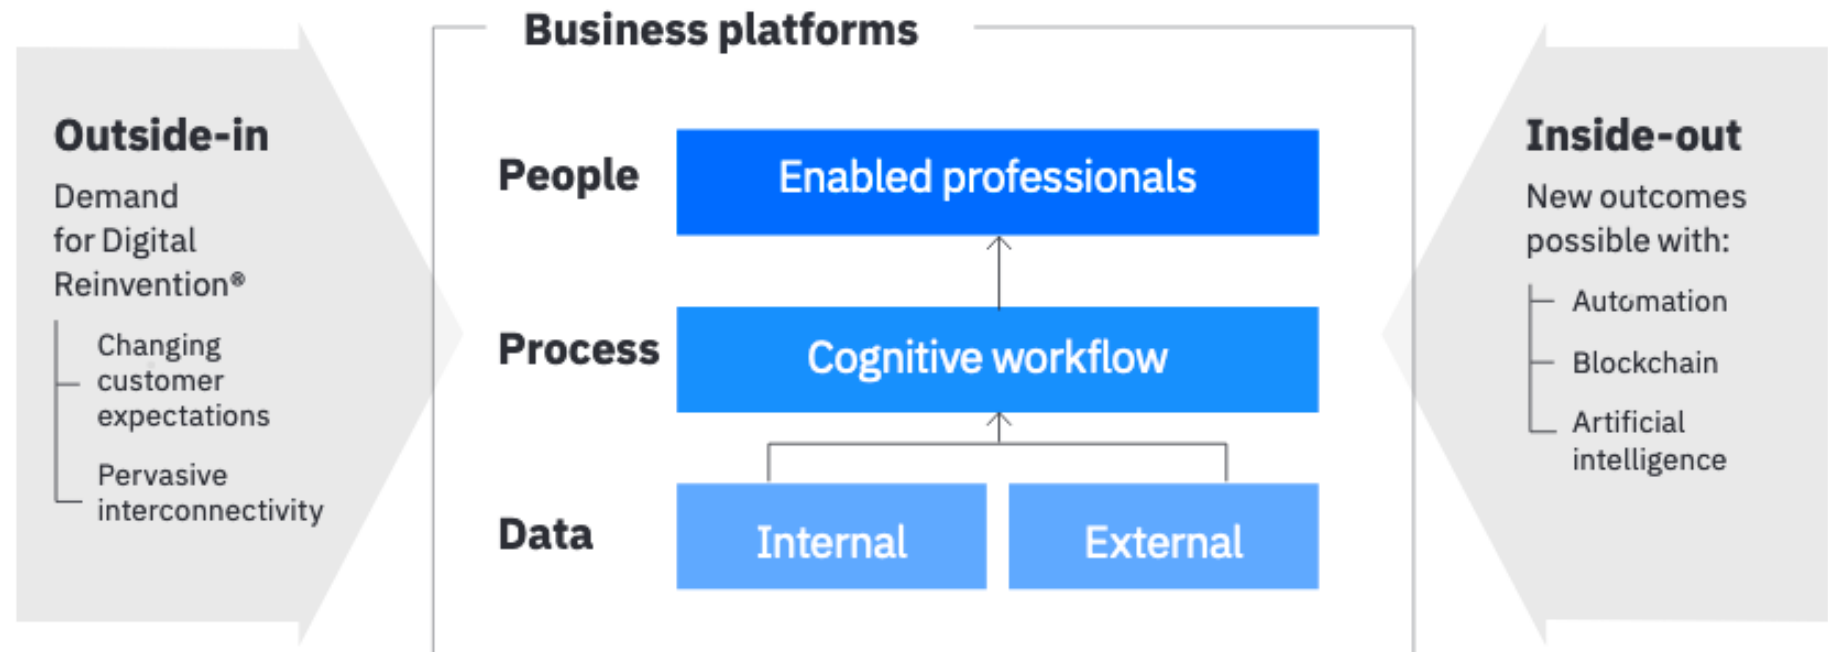 Business platforms
Outside-in
Demand
for Digital
Reinvention®
Changing
customer
expectations
Pervasive
interconnectivity
People
Enabled professionals
Process
Cognitive workflow
Data
Internal
External
Inside-out
New outcomes
possible with:
Automation
Blockchain
Artificial
intelligence